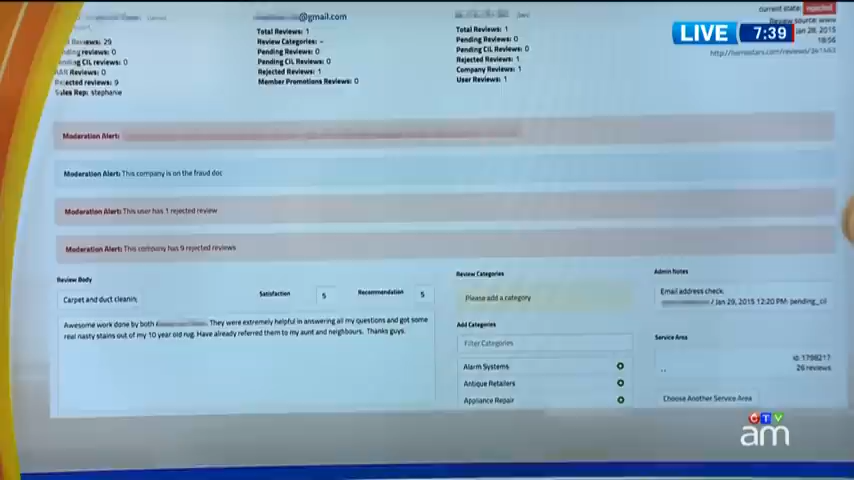 current state: rejected
@gmail.com
Review source: www
Total Reviews: 1
Total Reviews: 1
LIVE 7:39
Jan 28, 2015
Reviews: 29
Review Categories: --
Pending Reviews: 0
18:56
Pending reviews: 0
Pending Reviews: 0
Pending CIL Reviews: 0
Pending CIL reviews: 0
Pending CIL Reviews: 0
Rejected Reviews: 1
Reviews: 0
Rejected Reviews: 1
Company Reviews: 1
Rejected reviews: 9
Member Promotions Reviews: 0
User Reviews: 1
Sales Rep: stephanie
Moderation Alert:
Moderation Alert: This company is on the fraud doc
Moderation Alert: This user has 1 rejected review
Moderation Alert: This company has 9 rejected reviews
Review Body
Review Categories
Admin Notes
Carpet and duct cleaning
Satisfaction 5
Recommendation 5
Please add a category
Email address check.
/ Jan 29, 2015 12:20 PM: pending_cil
Awesome work done by both
They were extremely helpful in answering all my questions and got some
real nasty stains out of my 10 year old rug. Have already referred them to my aunt and neighbours. Thanks guys.
Add Categories
Service Area
Filter Categories
id: 1798217
26 reviews
Alarm Systems
Antique Retailers
Appliance Repair
Choose Another Service Area
CTV
am